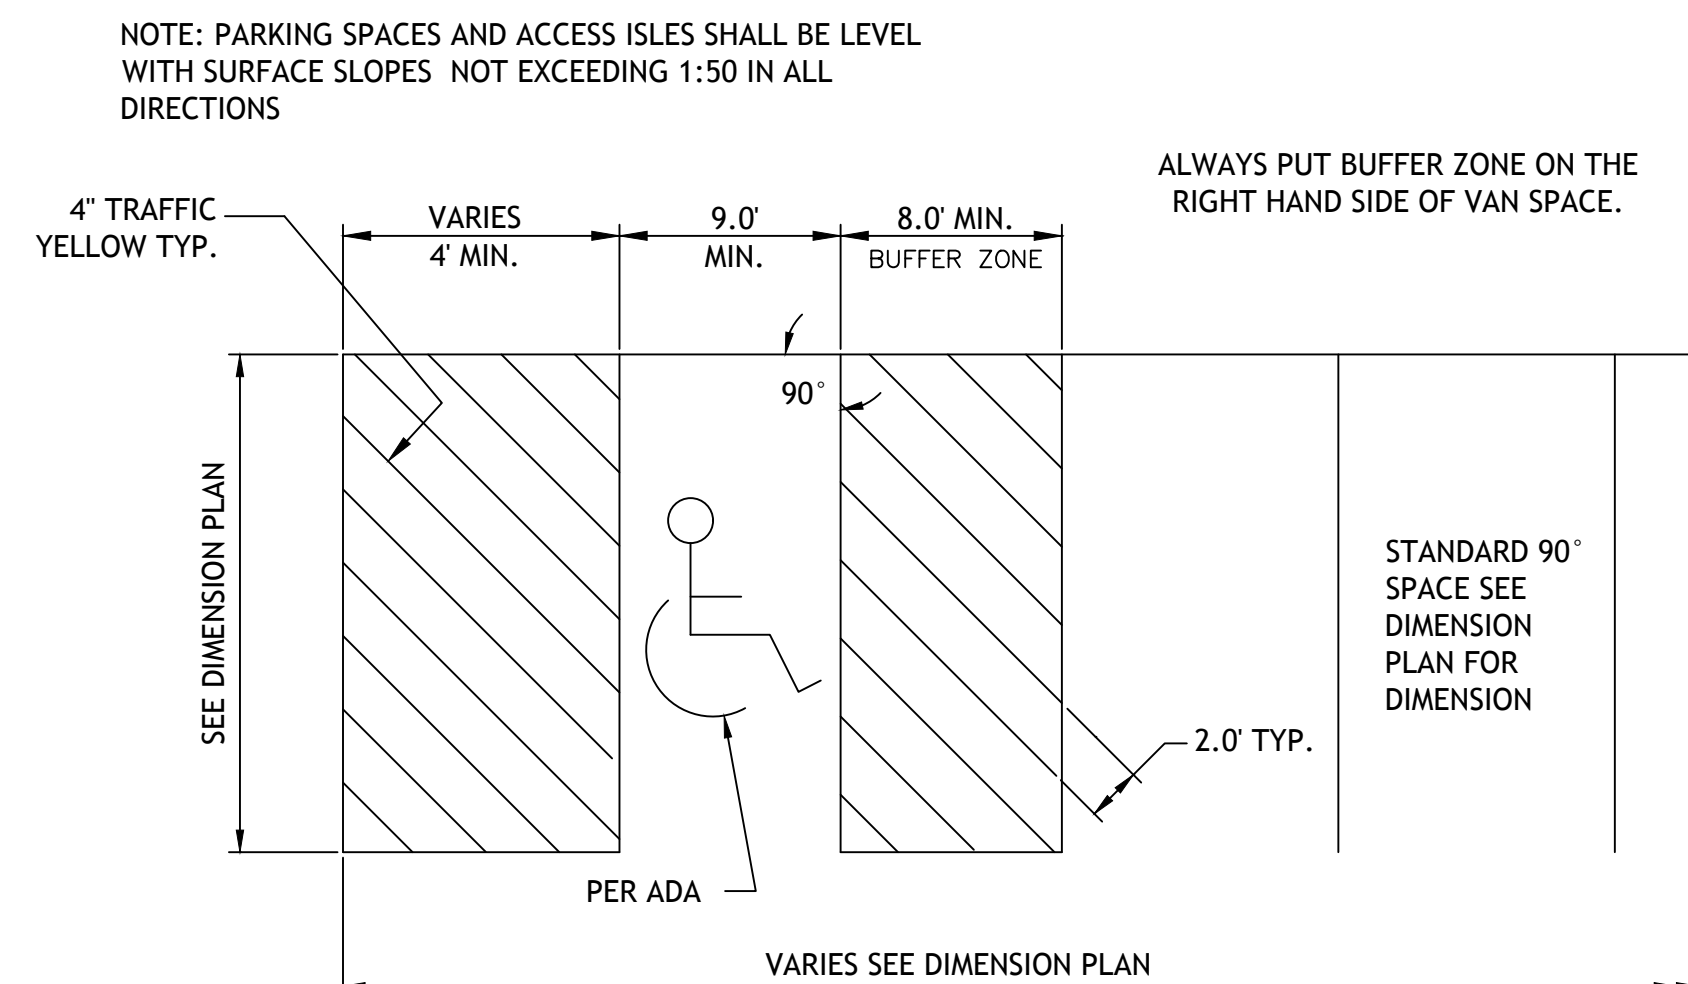 NOTE: PARKING SPACES AND ACCESS ISLES SHALL BE LEVEL
WITH SURFACE SLOPES NOT EXCEEDING 1:50 IN ALL
DIRECTIONS
ALWAYS PUT BUFFER ZONE ON THE
RIGHT HAND SIDE OF VAN SPACE.
4" TRAFFIC
YELLOW TYP.
VARIES
4' MIN.
9.0'
MIN.
8.0' MIN.
BUFFER ZONE
90°
SEE DIMENSION PLAN
STANDARD 90°
SPACE SEE
DIMENSION
PLAN FOR
DIMENSION
2.0' TYP.
PER ADA
VARIES SEE DIMENSION PLAN